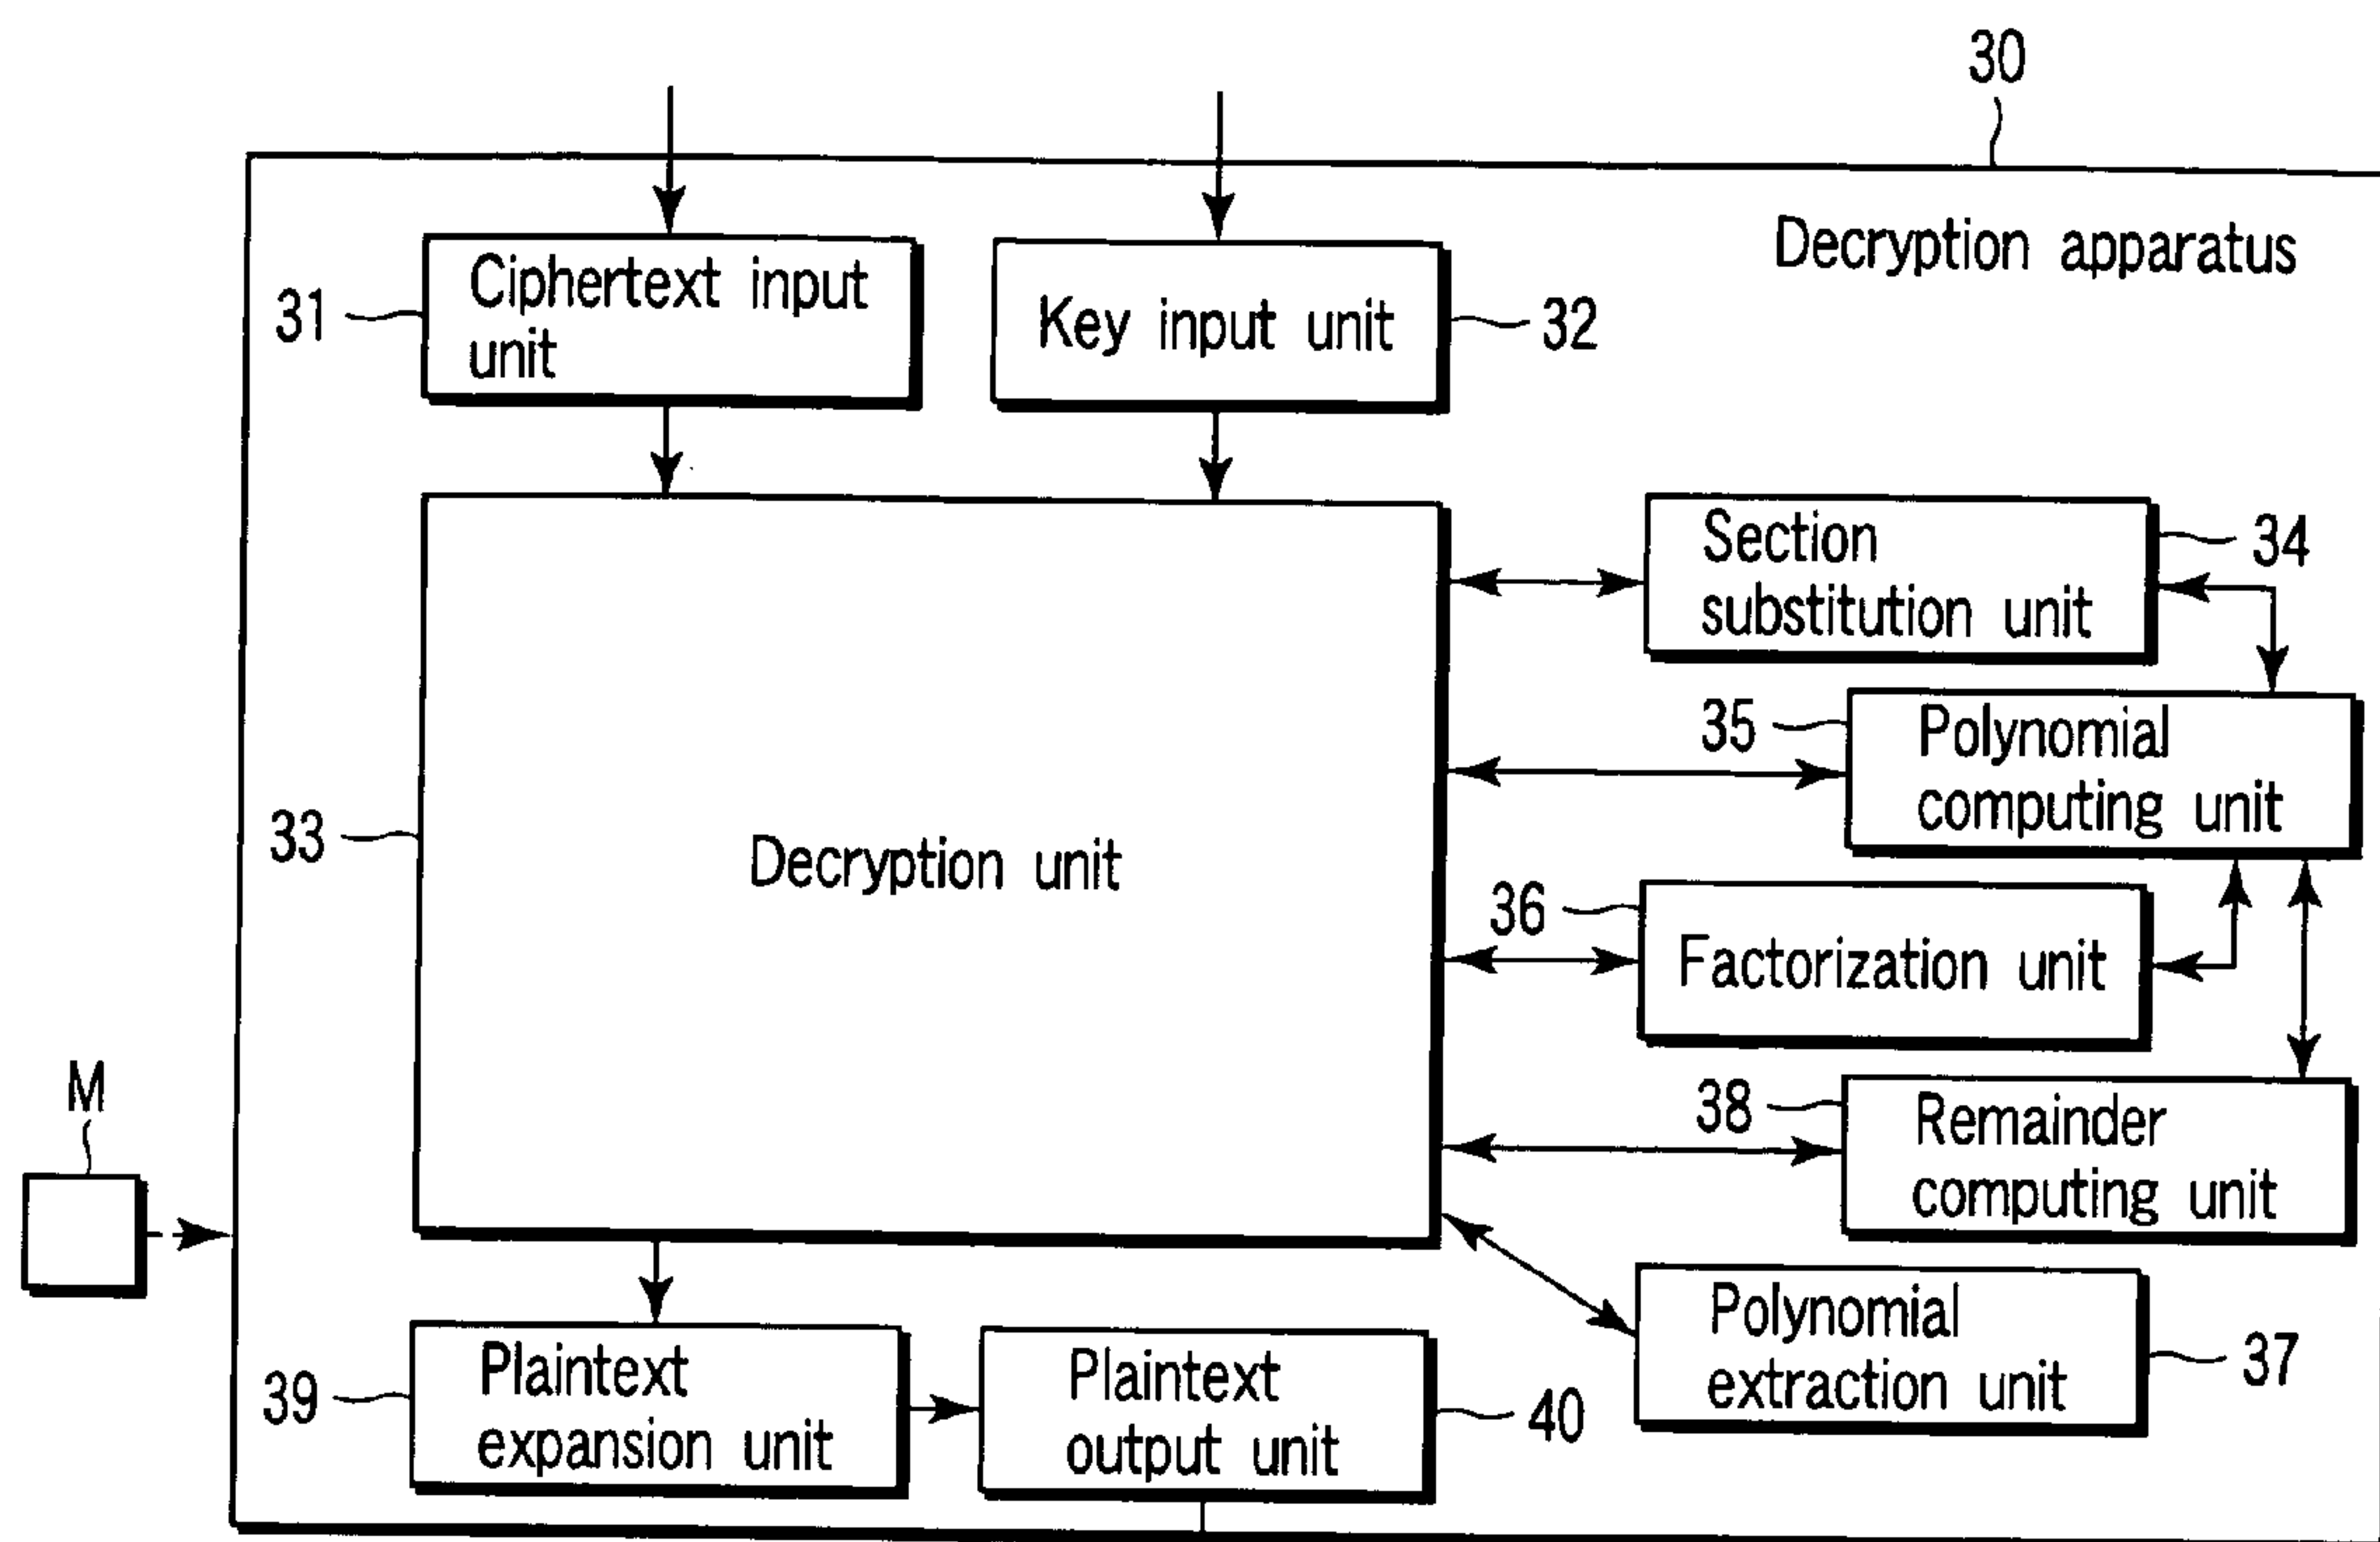 30
Decryption apparatus
31
Ciphertext input
unit
Key input unit
32
Section
substitution unit
34
35
Polynomial
computing unit
33
Decryption unit
36
Factorization unit
38
Remainder
computing unit
M
Polynomial
extraction unit
37
39
Plaintext
expansion unit
Plaintext
output unit
40